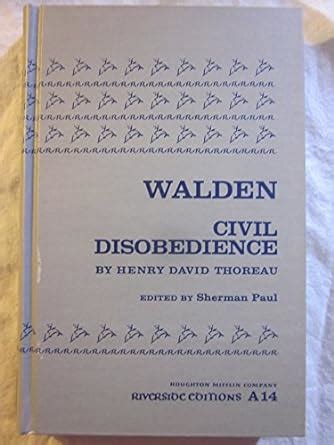 WALDEN
CIVIL
DISOBEDIENCE
BY HENRY DAVID THOREAU
EDITED BY Sherman Paul
HOUGHTON MIFFLIN COMPANY
RIVERSIDE EDITIONS A14